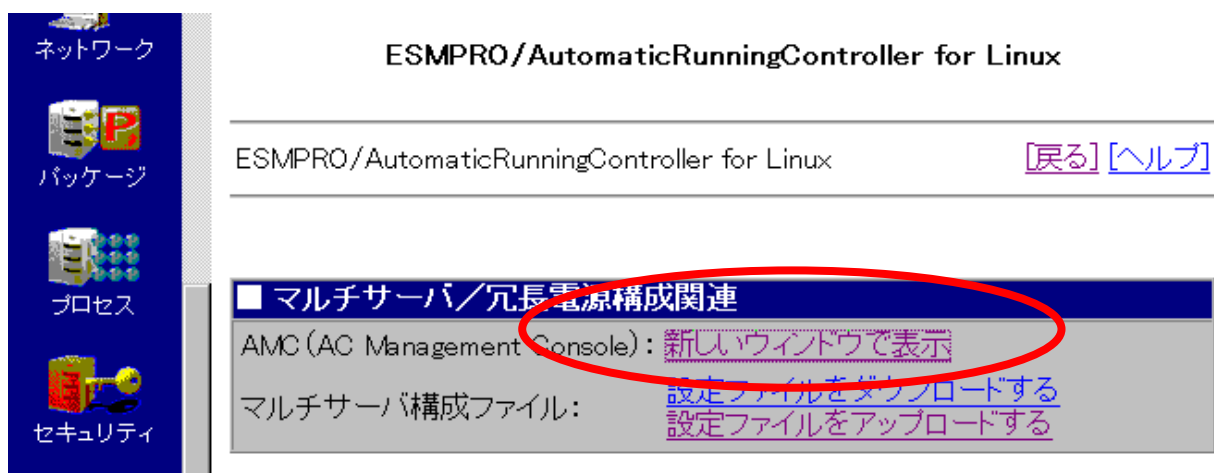 ネットワーク
パッケージ
プロセス
セキュリティ
ESMPRO/AutomaticRunningController for Linux
ESMPRO/AutomaticRunningController for Linux [戻る] [ヘルプ]
■ マルチサーバ／冗長電源構成関連
AMC(AC Management Console): 新しいウィンドウで表示
マルチサーバ構成ファイル: 設定ファイルをダウンロードする
設定ファイルをアップロードする